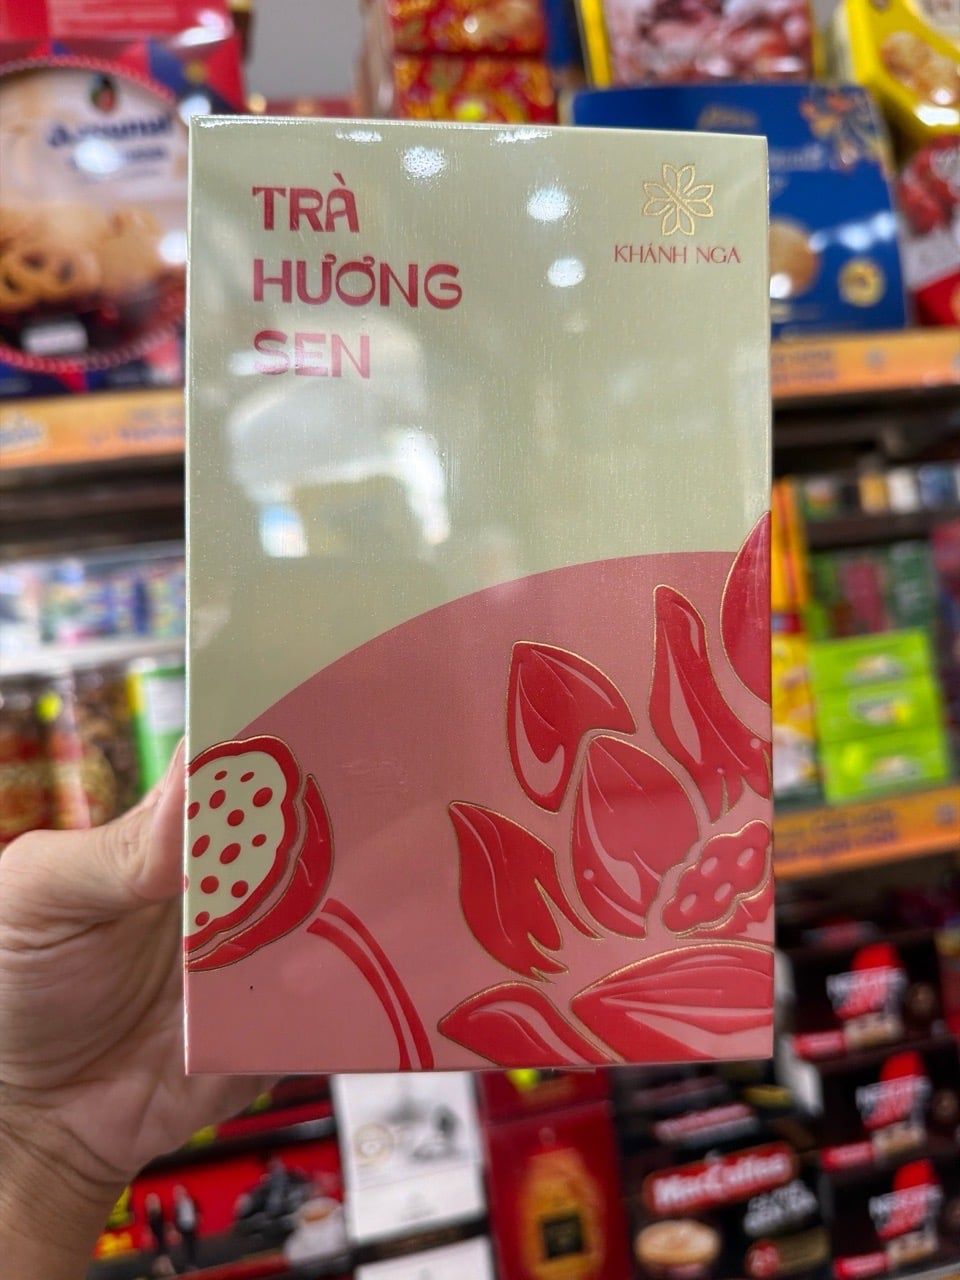 TRÀ
HƯƠNG
SEN
KHÁNH NGA
MacCoffee